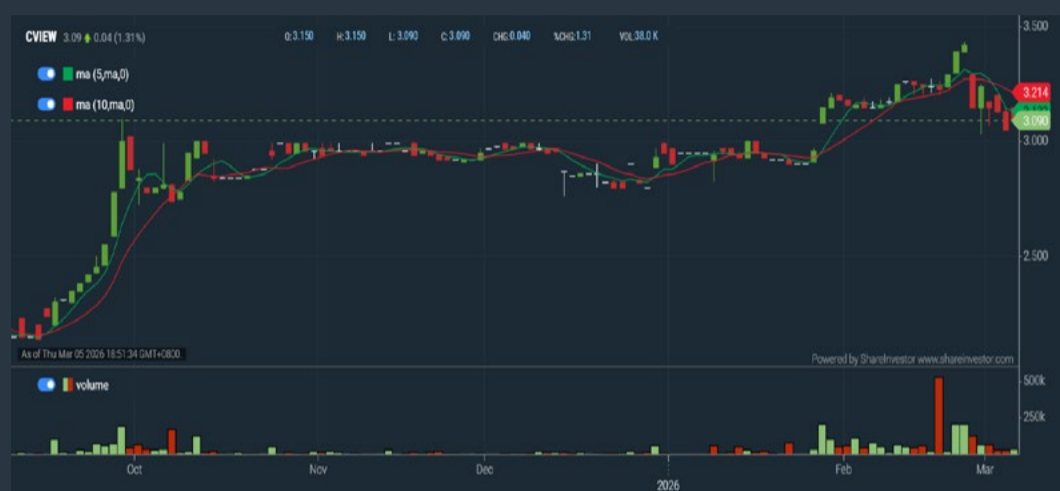 CVIEW 3.09 0.04 (1.31%) O:3.150 H:3.150 L:3.090 C:3.090 CHG:0.040 %CHG:1.31 VOL:38.0 K
ma (5,ma,0)
ma (10,ma,0)
3.500
3.214
3.090
3.000
2.500
As of Thu Mar 05 2026 18:51:34 GMT+0800
Powered by ShareInvestor www.shareinvestor.com
volume
500k
250k
Oct Nov Dec 2026 Feb Mar